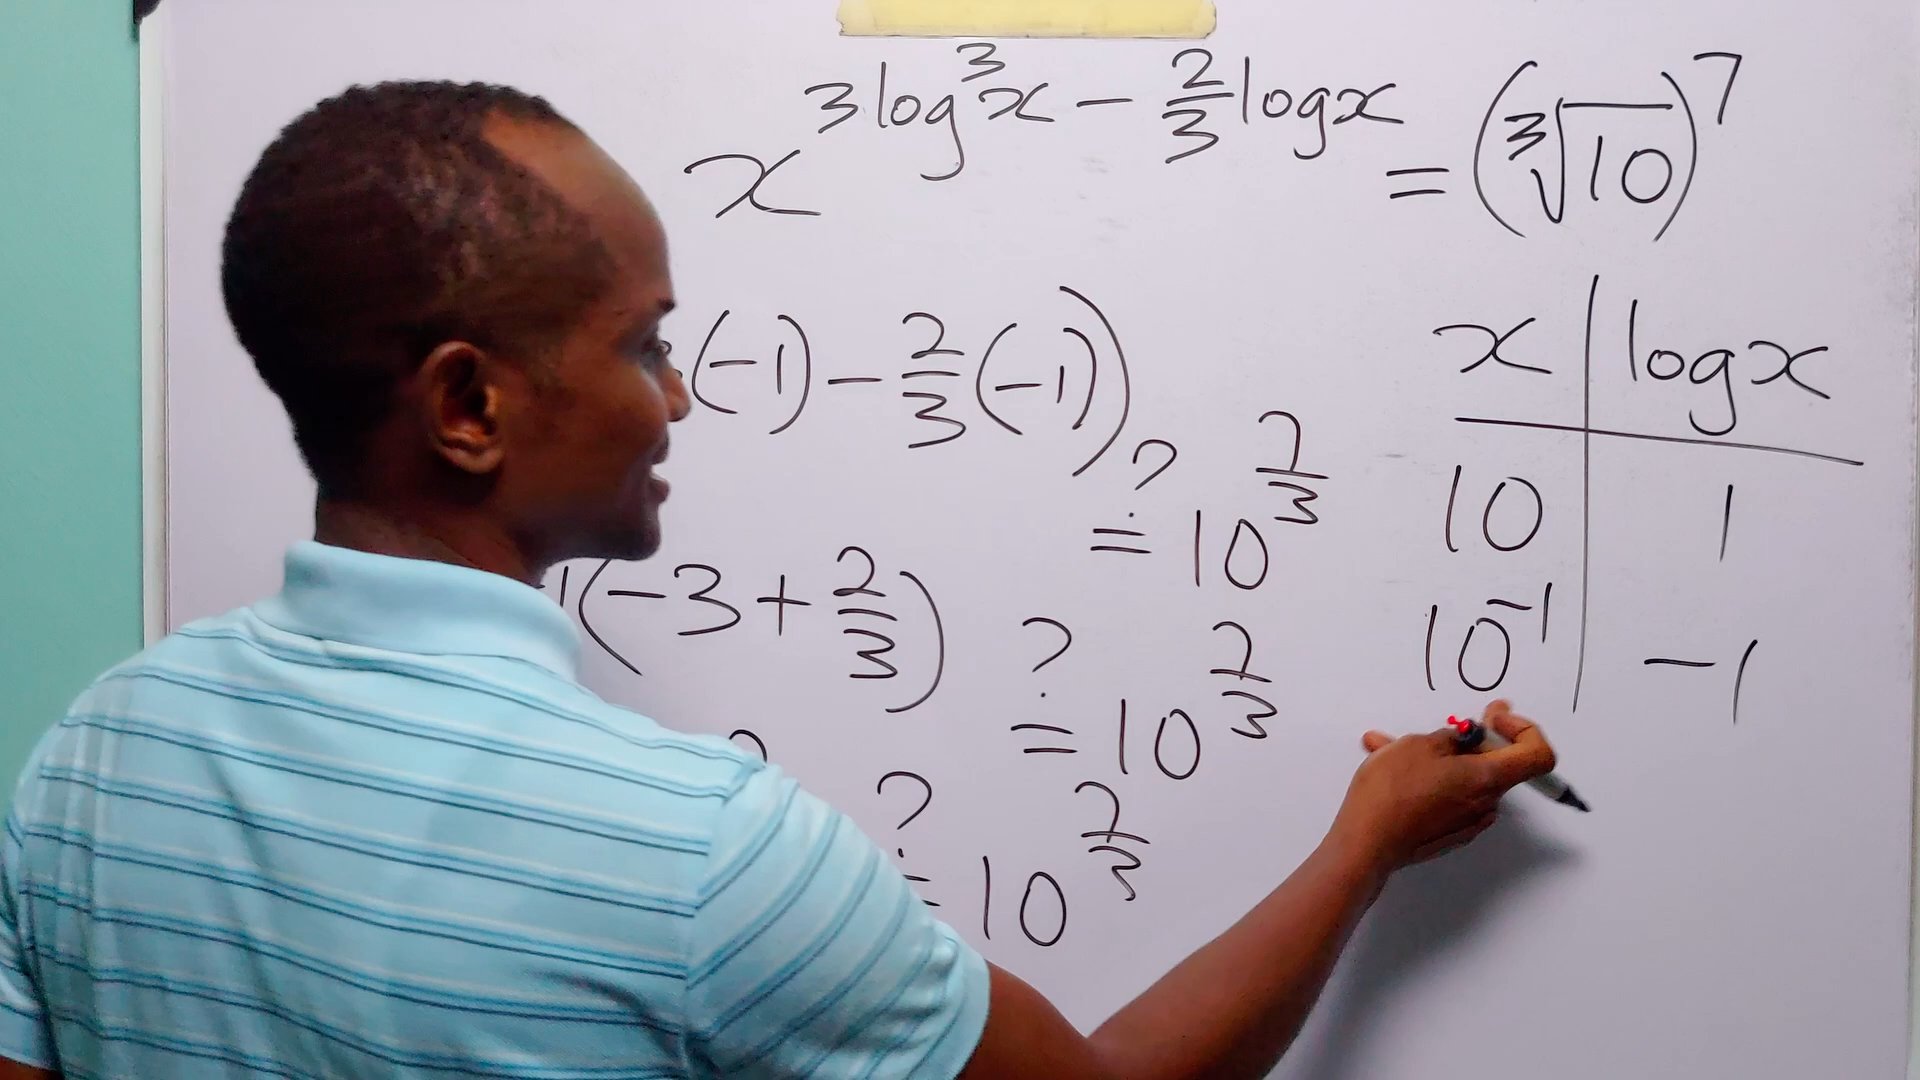 x^(3log³x - 2/3 logx) = (∛10)⁷
(-1) - 2/3(-1)) ?= 10^(7/3)
1(-3 + 2/3) ?= 10^(7/3)
?= 10^(7/3)
x | logx
10 | 1
10⁻¹ | -1